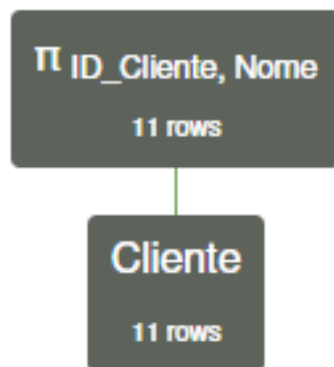 π ID_Cliente, Nome
11 rows
Cliente
11 rows